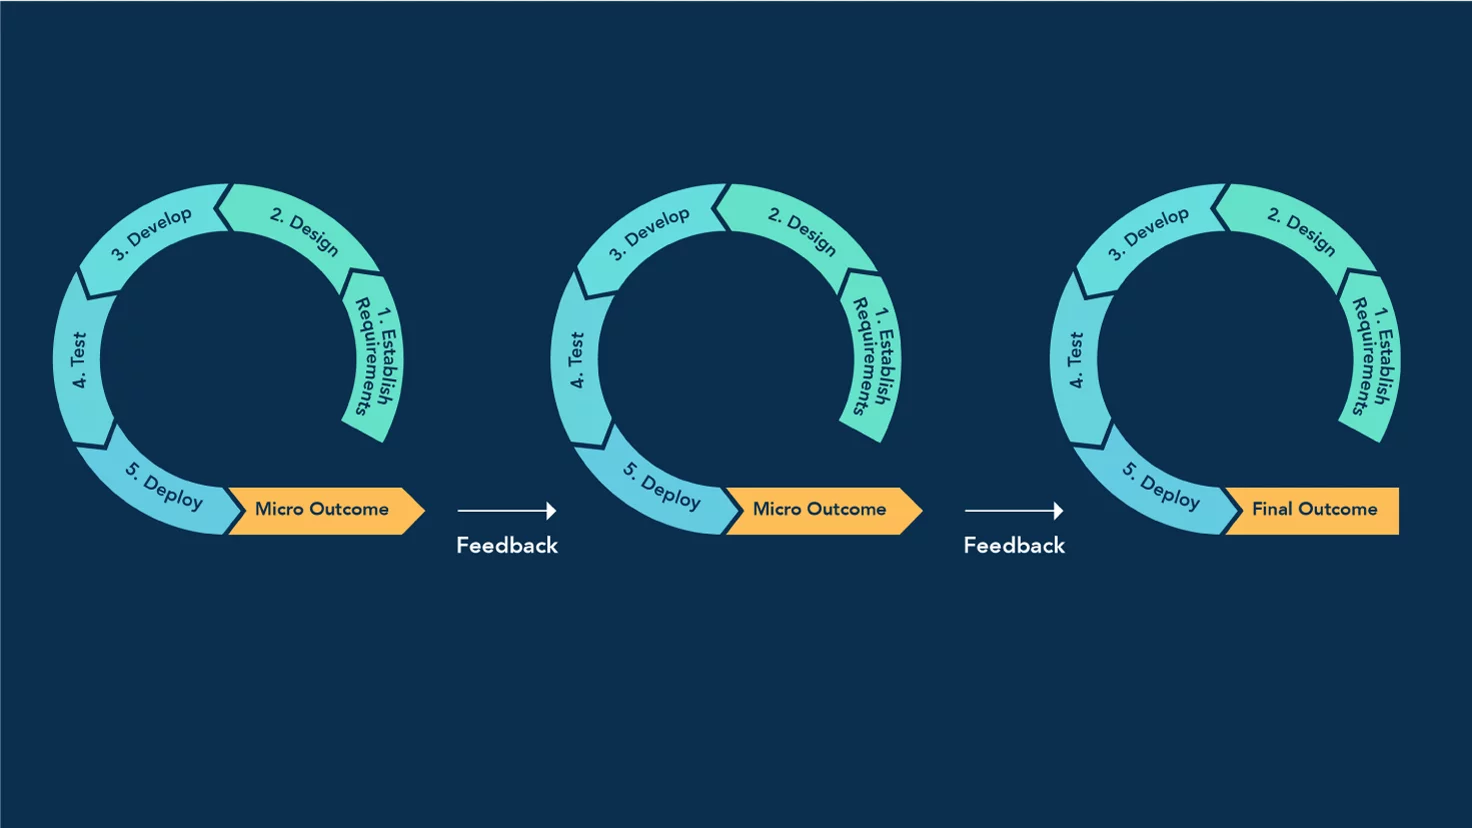 1. Establish
Requirements
2. Design
3. Develop
4. Test
5. Deploy
Micro Outcome
Feedback
1. Establish
Requirements
2. Design
3. Develop
4. Test
5. Deploy
Micro Outcome
Feedback
1. Establish
Requirements
2. Design
3. Develop
4. Test
5. Deploy
Final Outcome